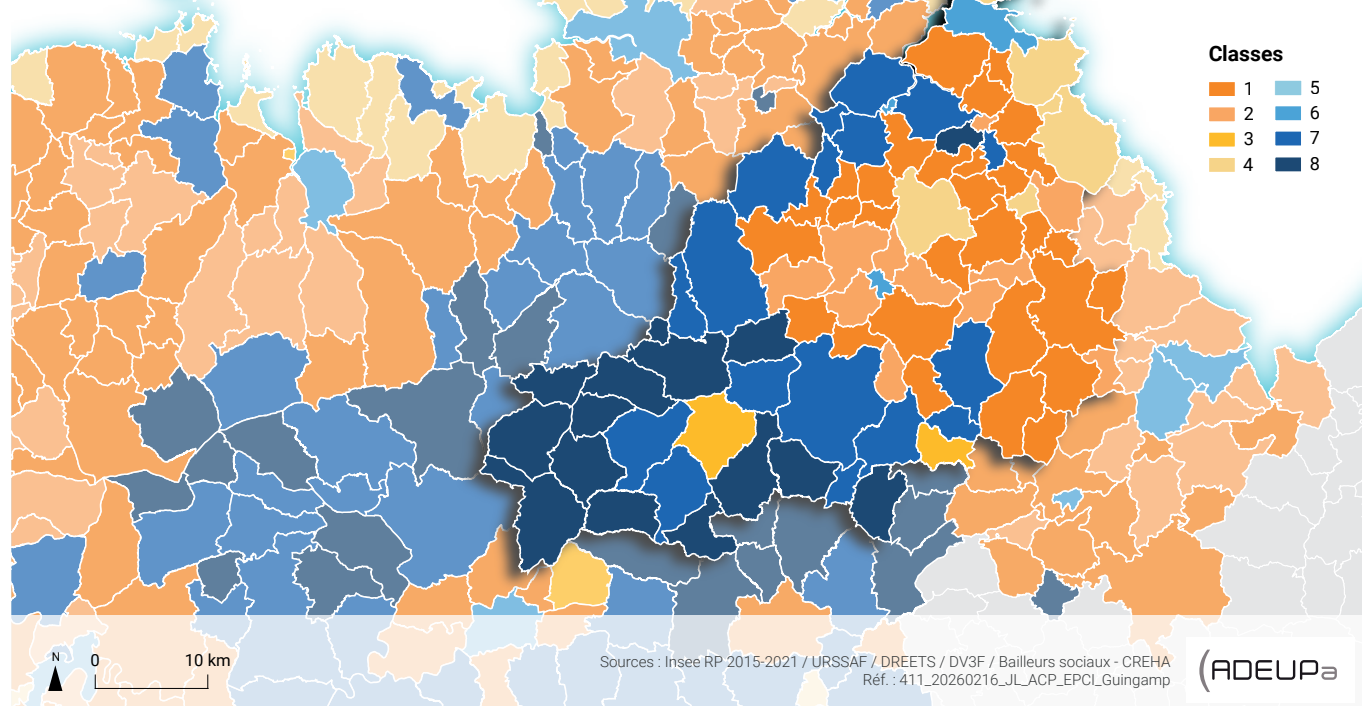 Classes
1 5
2 6
3 7
4 8
N
0 10 km
Sources : Insee RP 2015-2021 / URSSAF / DREETS / DV3F / Bailleurs sociaux - CREHA
Réf. : 411_20260216_JL_ACP_EPCI_Guingamp
ADEUPa